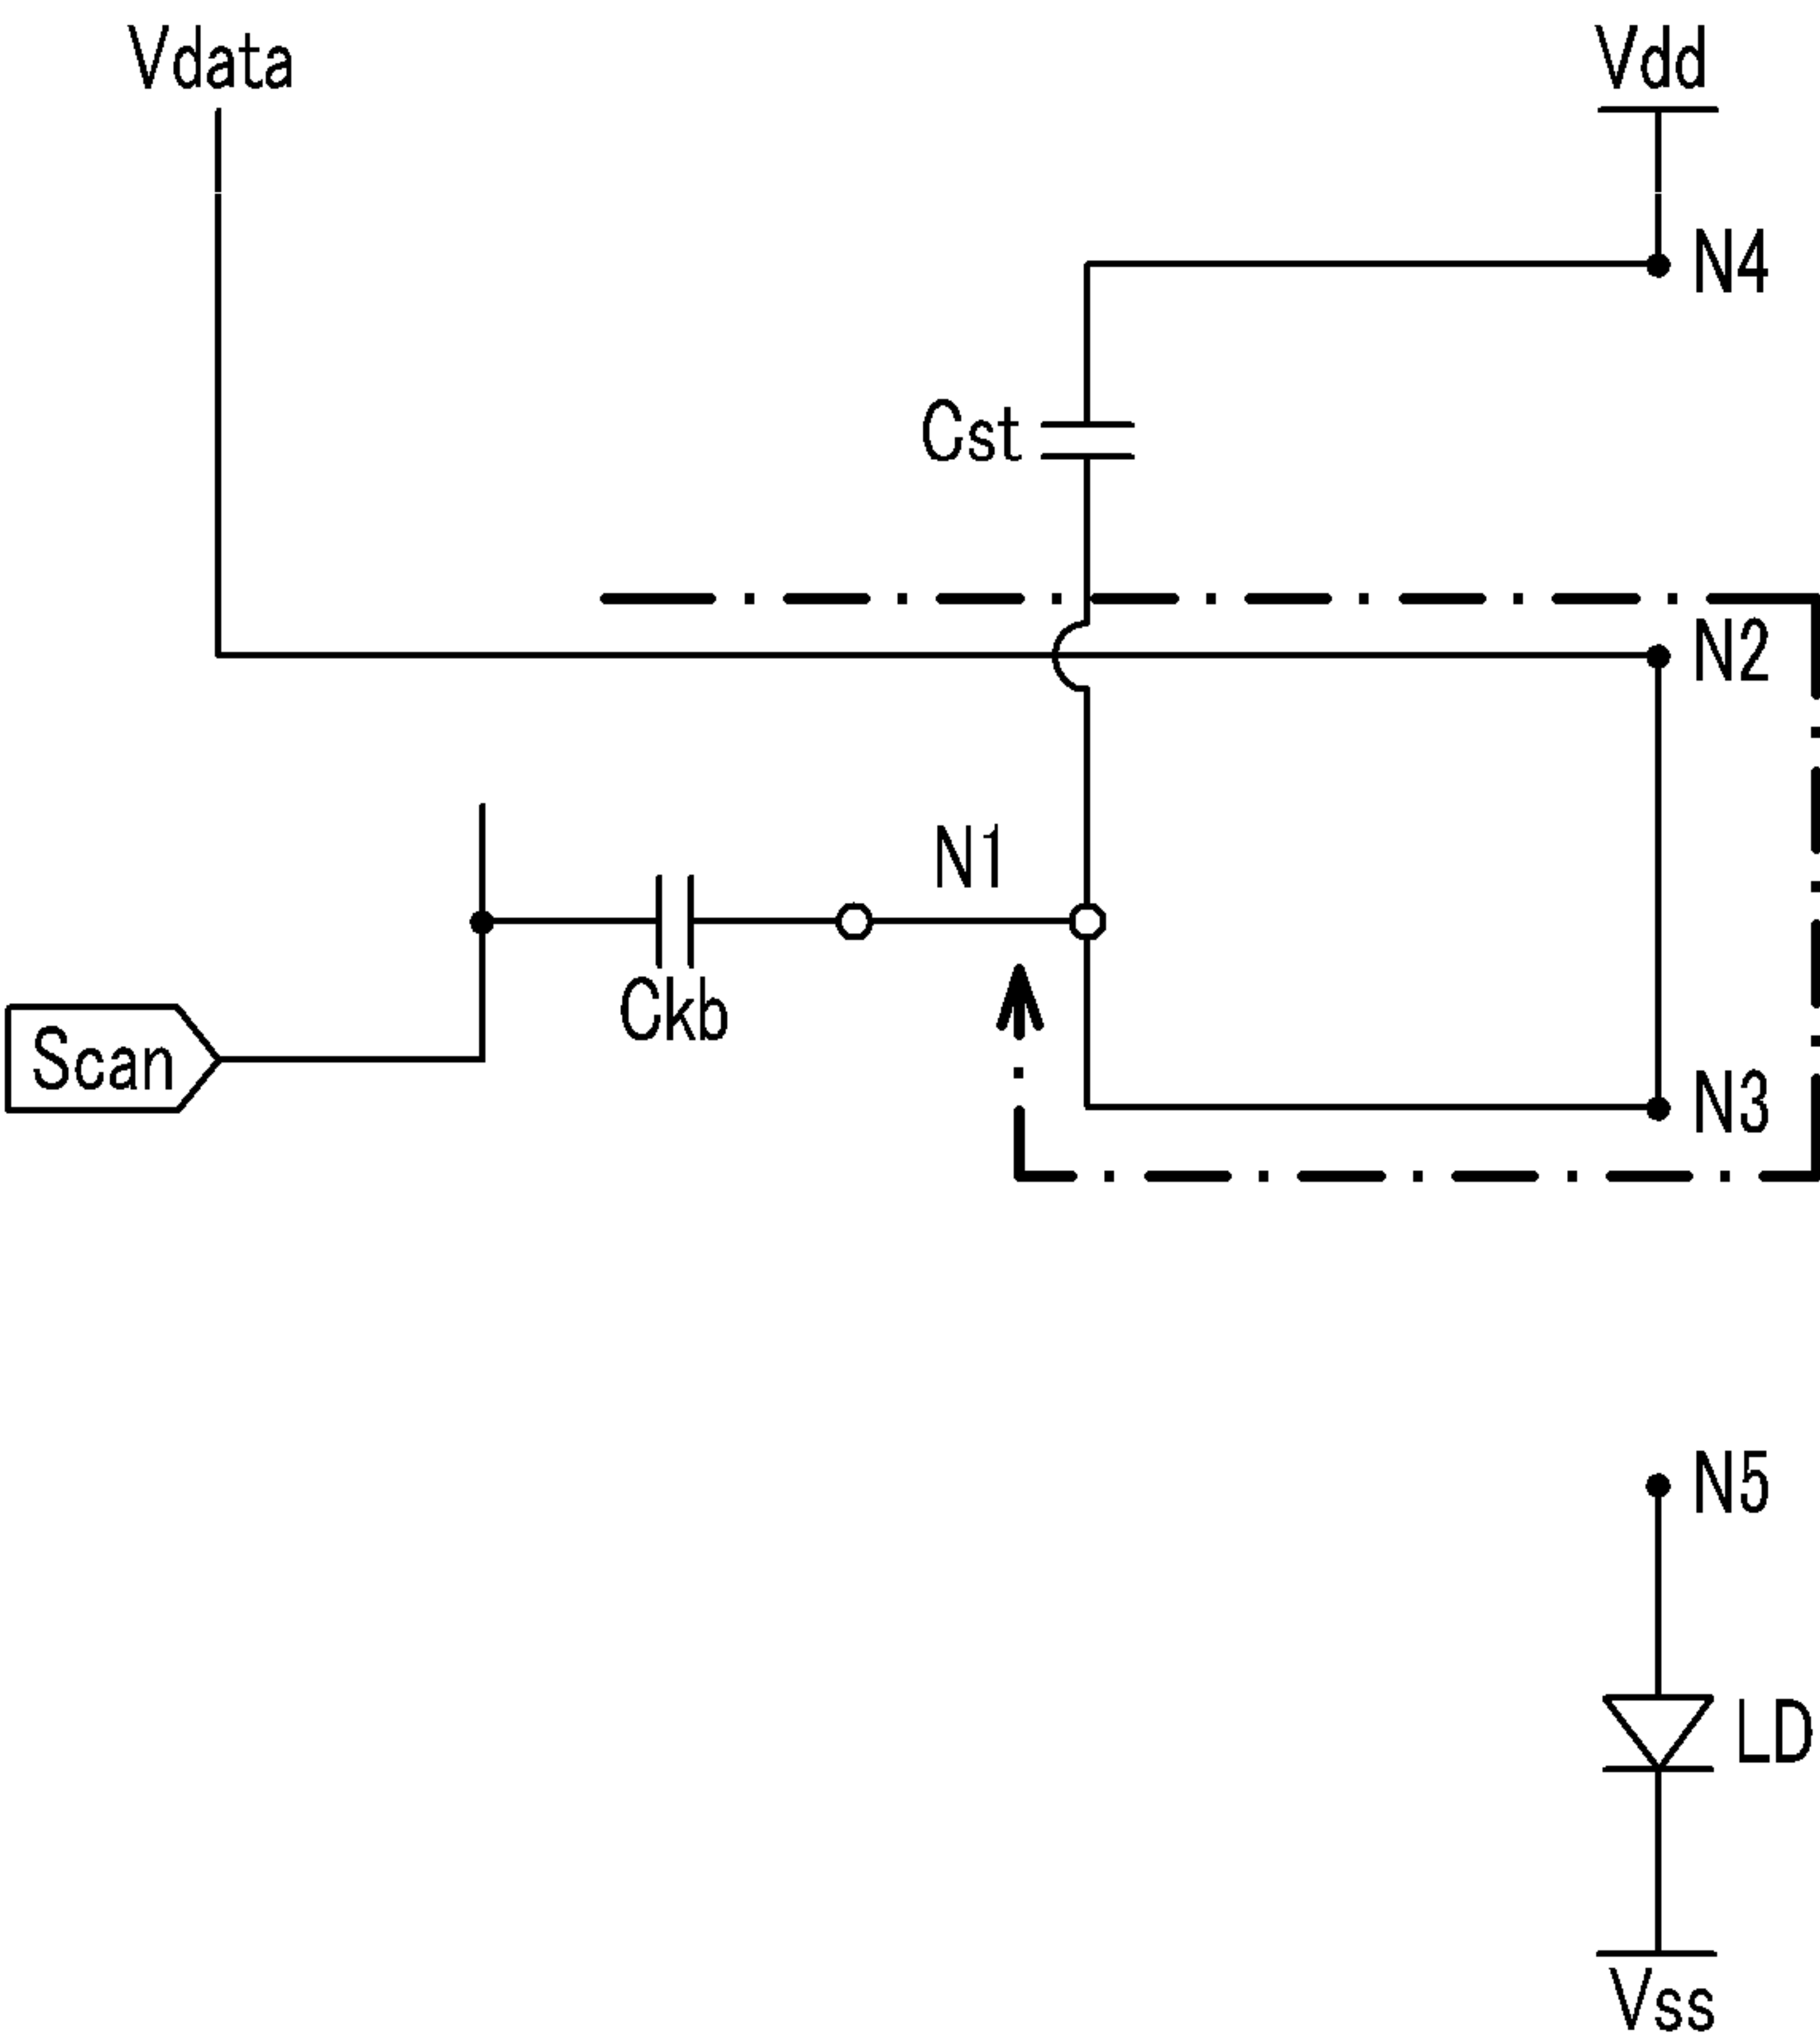 Vdata
Vdd
N4
Cst
N2
N1
Ckb
Scan
N3
N5
LD
Vss